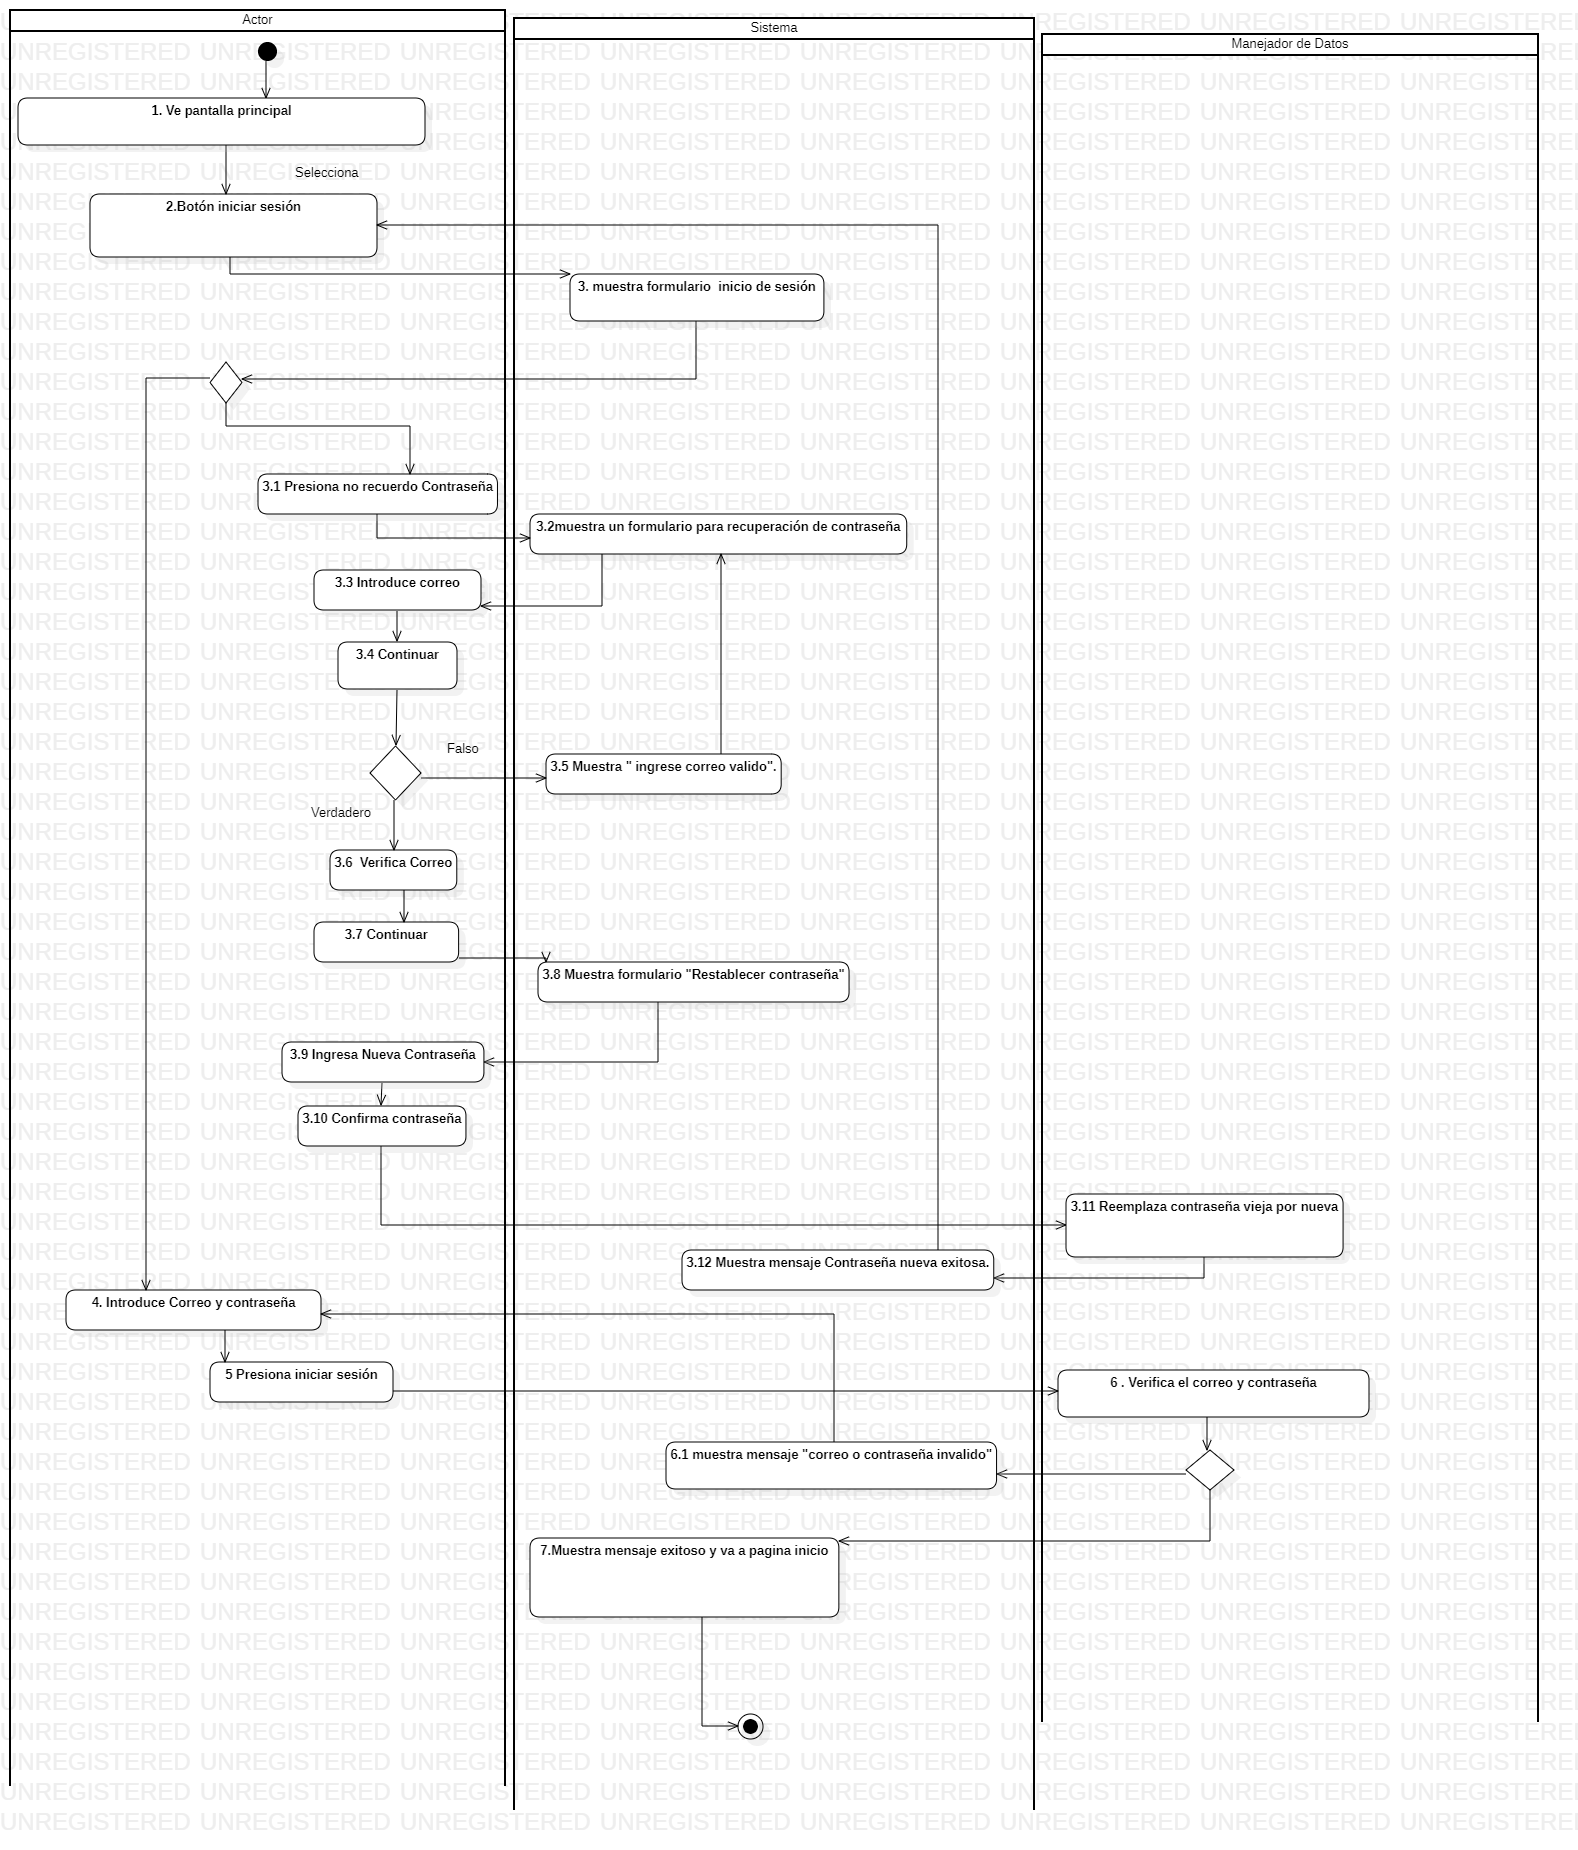 Actor
Sistema
Manejador de Datos
1. Ve pantalla principal
Selecciona
2.Botón iniciar sesión
3. muestra formulario  inicio de sesión
3.1 Presiona no recuerdo Contraseña
3.2muestra un formulario para recuperación de contraseña
3.3 Introduce correo
3.4 Continuar
Falso
3.5 Muestra " ingrese correo valido".
Verdadero
3.6  Verifica Correo
3.7 Continuar
3.8 Muestra formulario "Restablecer contraseña"
3.9 Ingresa Nueva Contraseña
3.10 Confirma contraseña
3.11 Reemplaza contraseña vieja por nueva
3.12 Muestra mensaje Contraseña nueva exitosa.
4. Introduce Correo y contraseña
5 Presiona iniciar sesión
6 . Verifica el correo y contraseña
6.1 muestra mensaje "correo o contraseña invalido"
7.Muestra mensaje exitoso y va a pagina inicio
UNREGISTERED